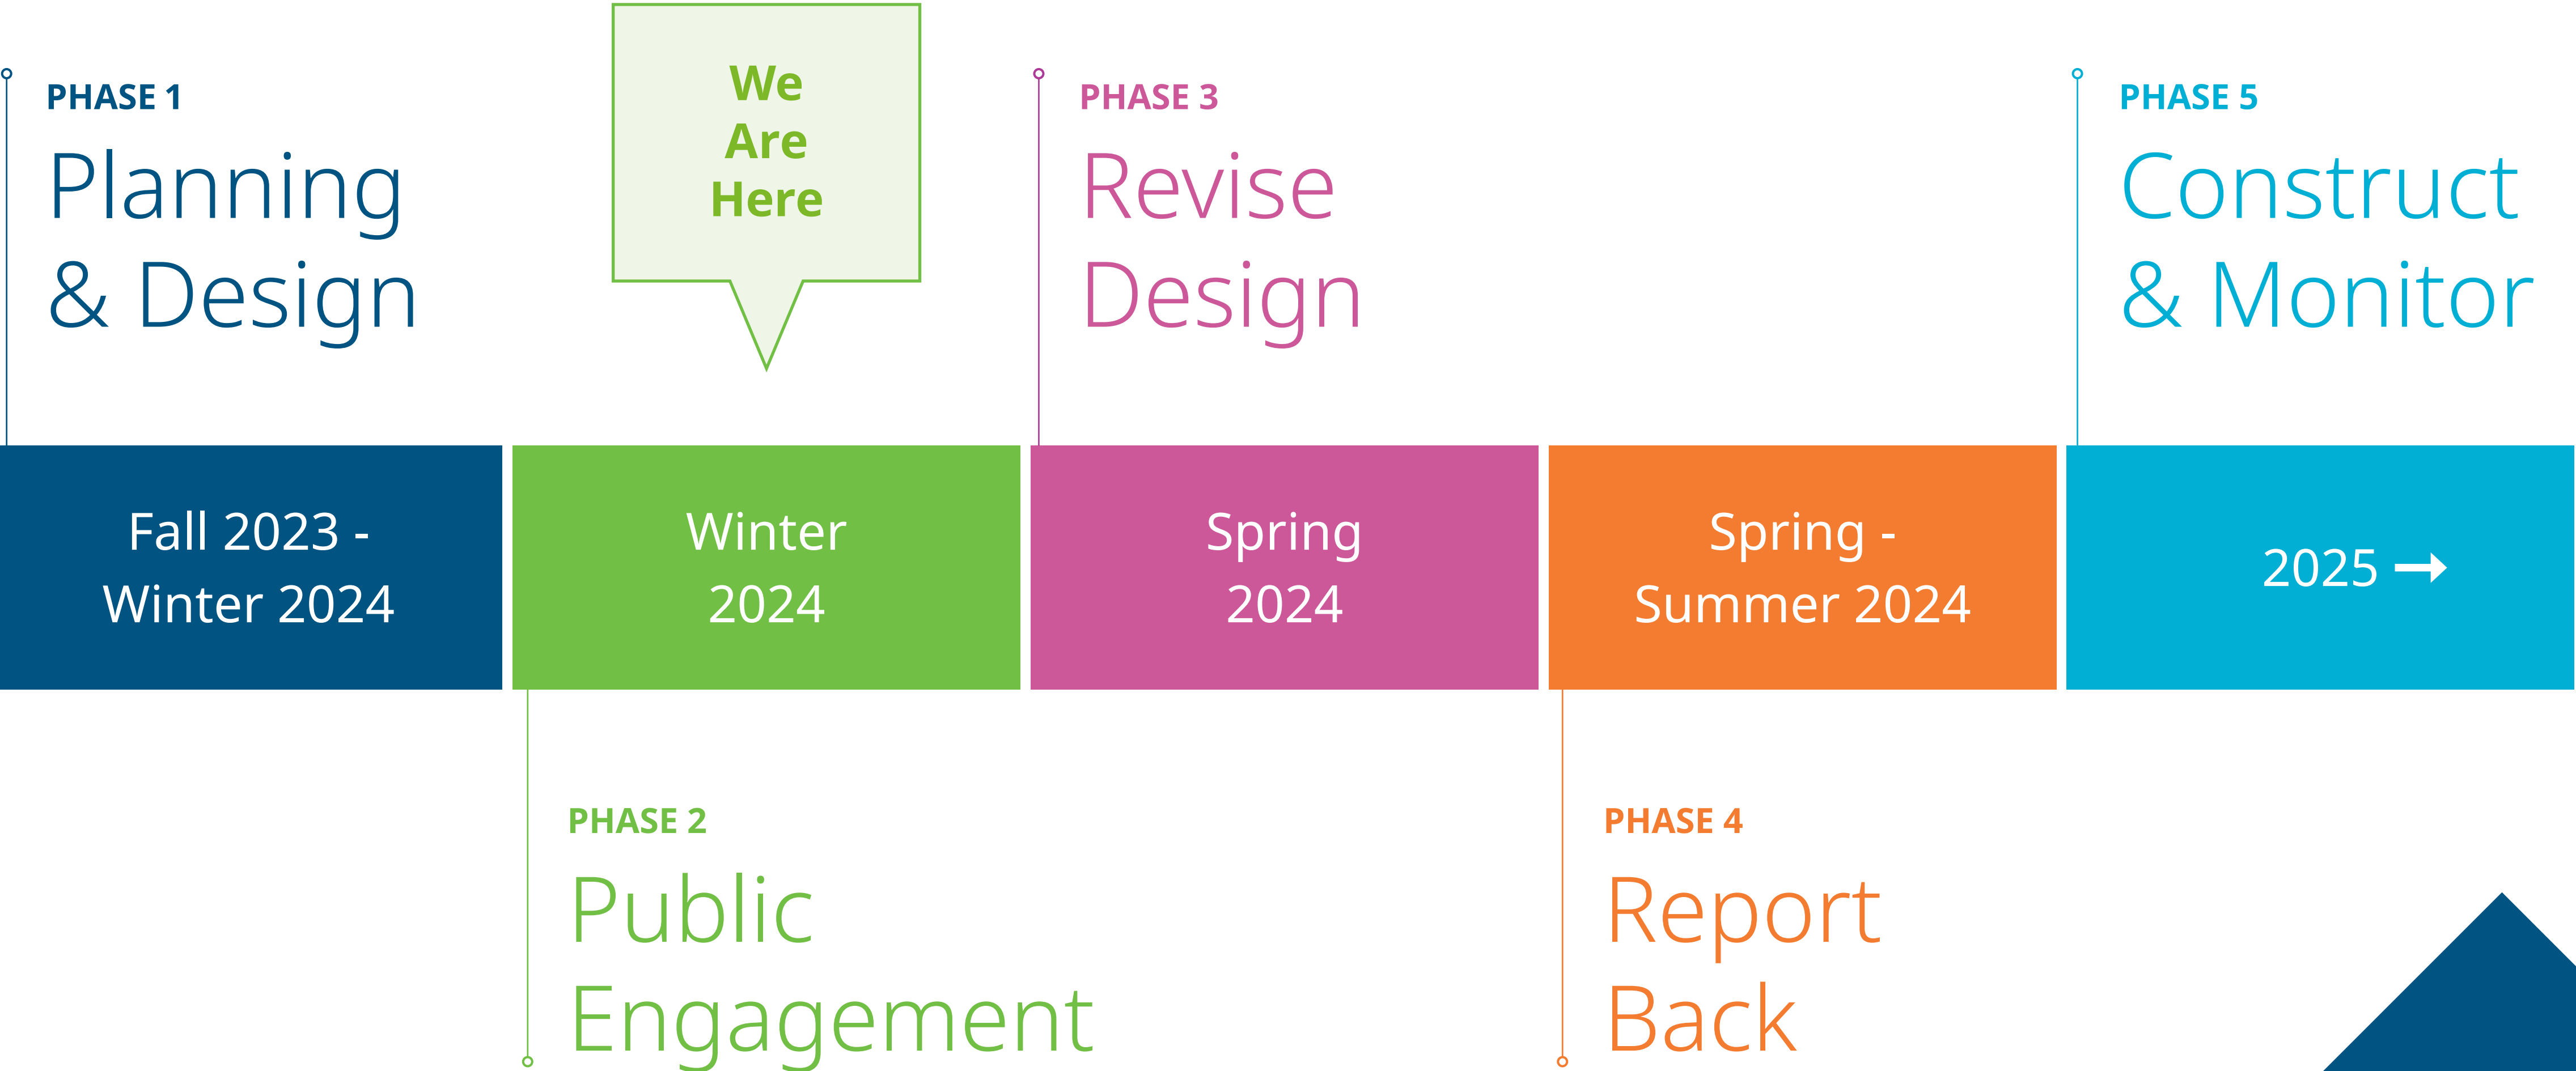 PHASE 1
Planning
& Design
We
Are
Here
PHASE 3
Revise
Design
PHASE 5
Construct
& Monitor
Fall 2023 -
Winter 2024
Winter
2024
Spring
2024
Spring -
Summer 2024
2025
PHASE 2
Public
Engagement
PHASE 4
Report
Back